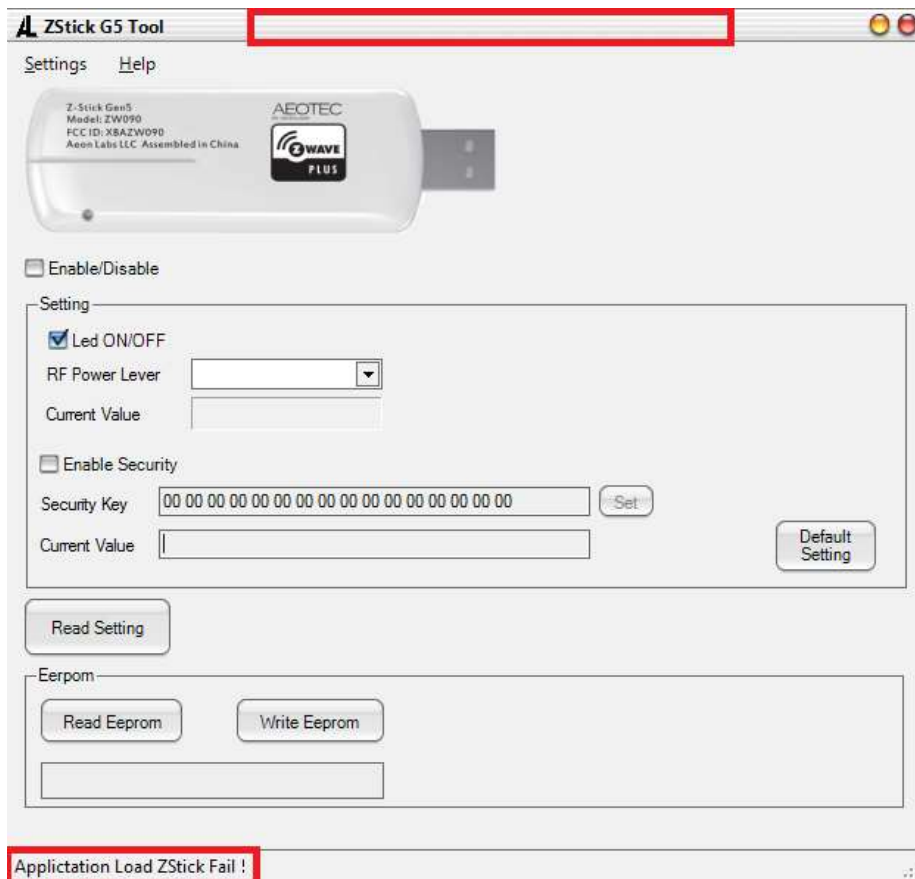 ZStick G5 Tool
Settings Help
Z-Stick Gen5
Model: ZW090
FCC ID: XBAZW090
Aeon Labs LLC Assembled in China
AEOTEC
WAVE
PLUS
Enable/Disable
Setting
Led ON/OFF
RF Power Lever
Current Value
Enable Security
Security Key 00 00 00 00 00 00 00 00 00 00 00 00 00 00 00 00 Set
Current Value
Default
Setting
Read Setting
Eerpom
Read Eeprom Write Eeprom
Applictation Load ZStick Fail !